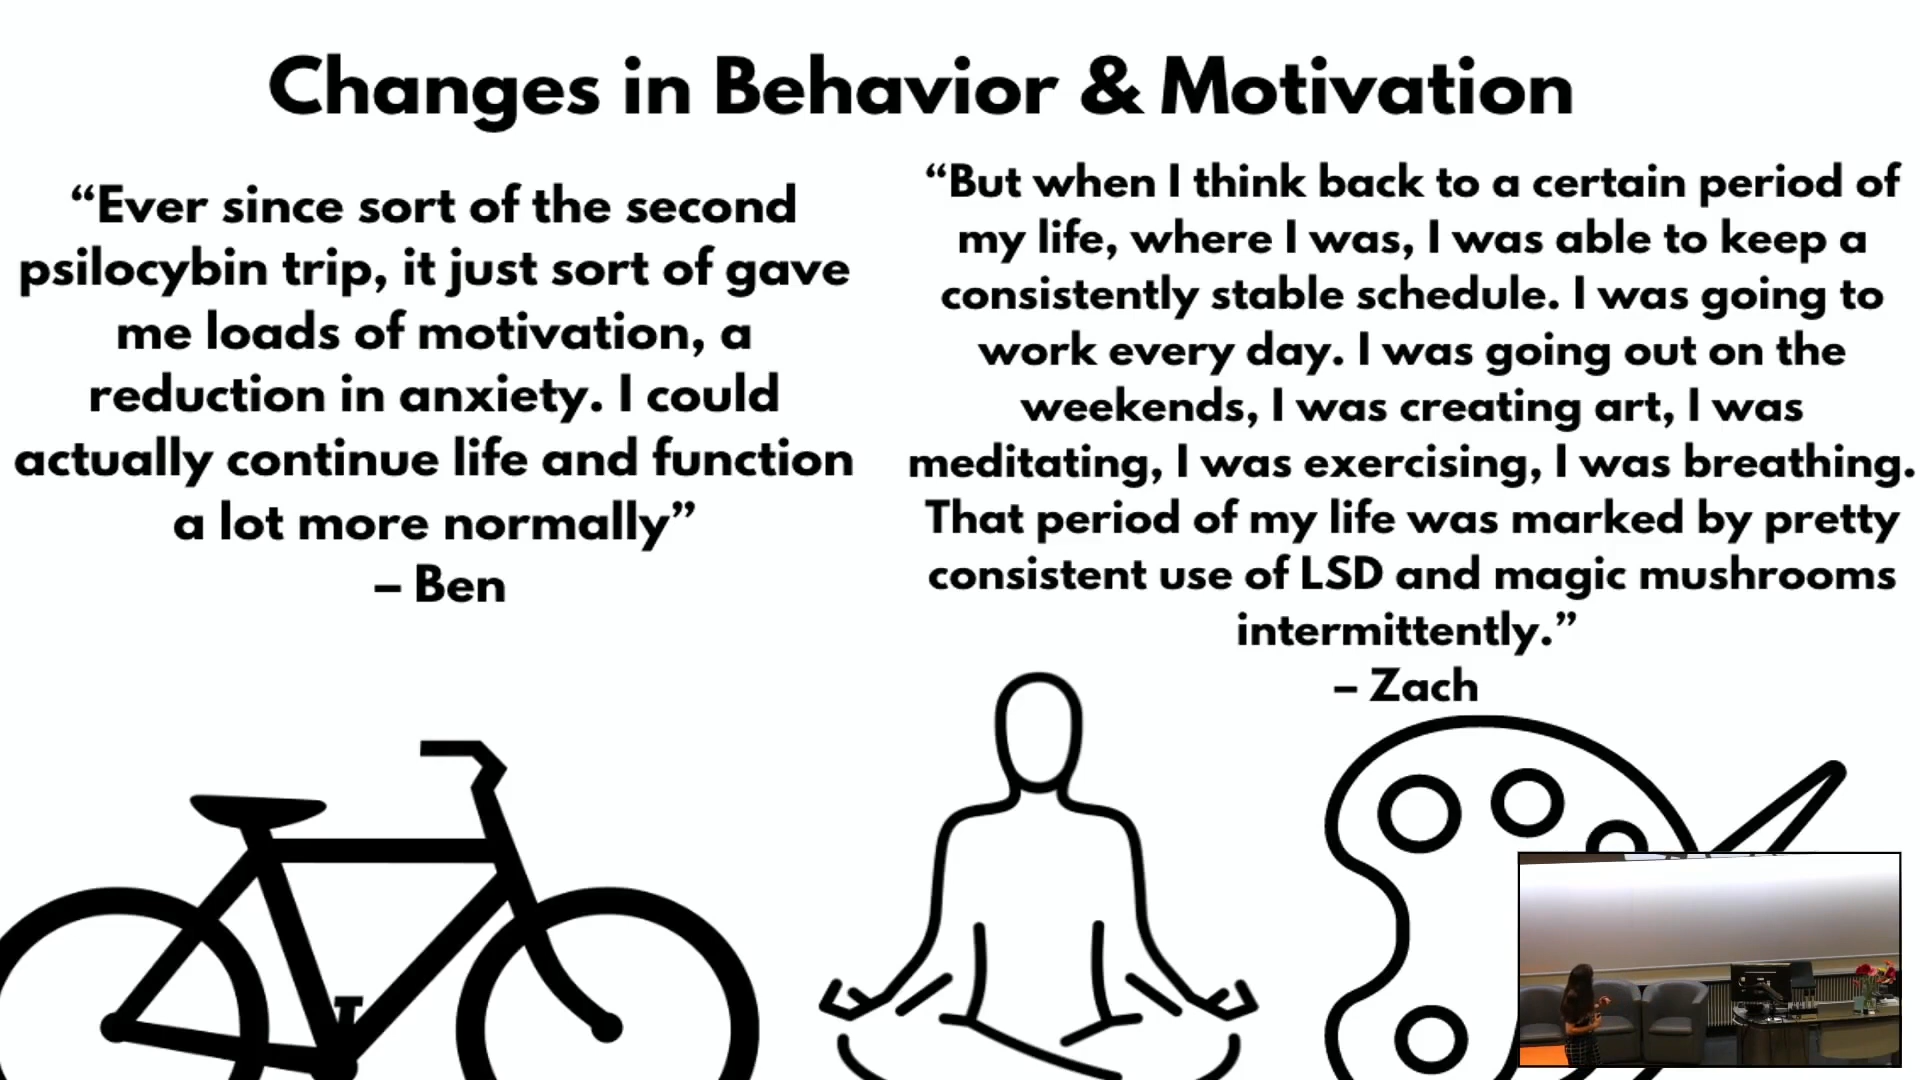 Changes in Behavior & Motivation
“Ever since sort of the second
psilocybin trip, it just sort of gave
me loads of motivation, a
reduction in anxiety. I could
actually continue life and function
a lot more normally”
– Ben
“But when I think back to a certain period of
my life, where I was, I was able to keep a
consistently stable schedule. I was going to
work every day. I was going out on the
weekends, I was creating art, I was
meditating, I was exercising, I was breathing.
That period of my life was marked by pretty
consistent use of LSD and magic mushrooms
intermittently.”
– Zach